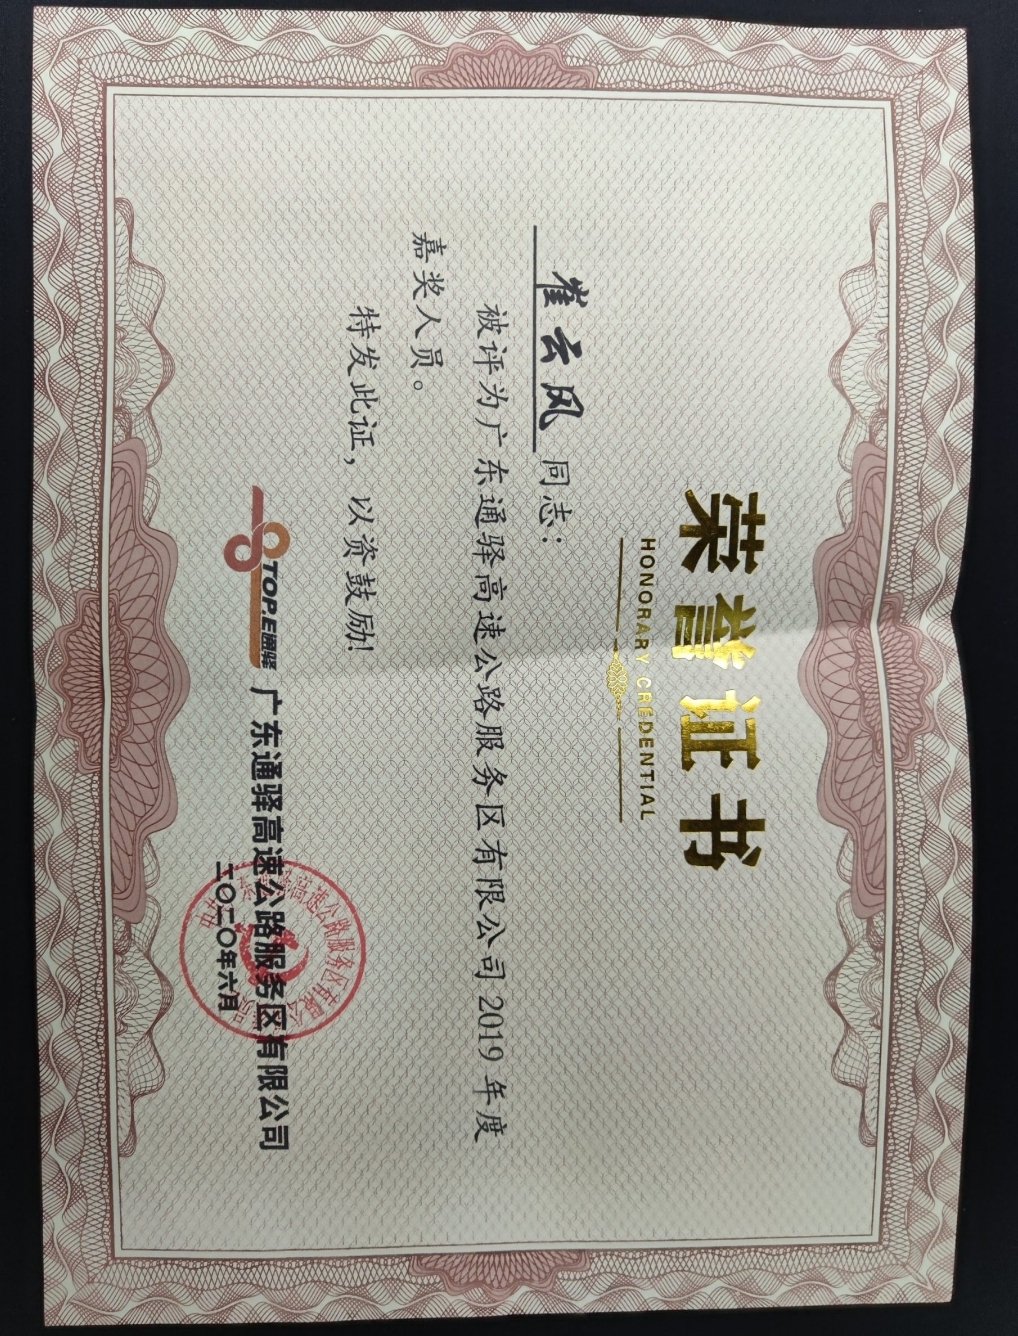 荣誉证书
HONORARY CREDENTIAL
崔云风 同志：
被评为广东通驿高速公路服务区有限公司2019年度
嘉奖人员。
特发此证，以资鼓励!
TOP.E通驿 广东通驿高速公路服务区有限公司
二〇二〇年六月